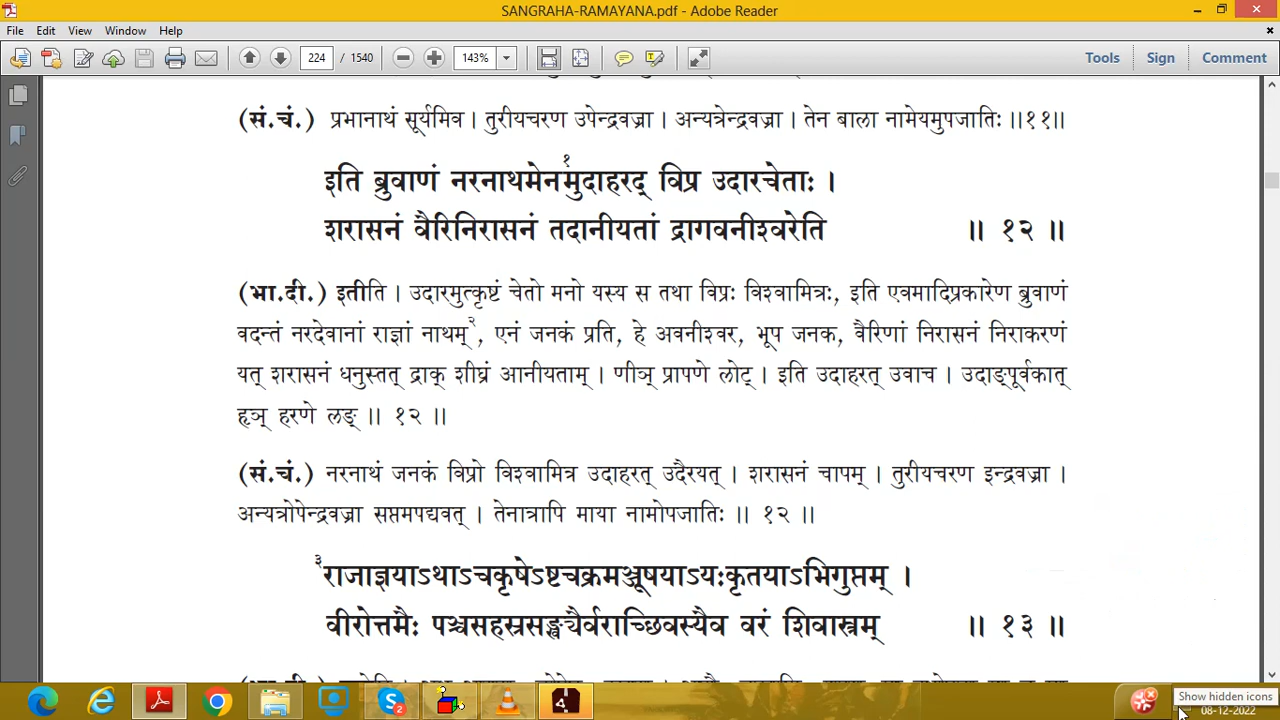 SANGRAHA-RAMAYANA.pdf - Adobe Reader
File Edit View Window Help
224 / 1540 143% Tools Sign Comment
(सं.चं.) प्रभानाथं सूर्यमिव । तुरीयचरण उपेन्द्रवज्रा । अन्यत्रेन्द्रवज्रा । तेन बाला नामेयमुपजातिः ॥११॥
इति ब्रुवाणं नरनाथमेनमु१दाहरद् विप्र उदारचेताः ।
शरासनं वैरिनिरासनं तदानीयतां द्रागवनीश्वरेति ॥ १२ ॥
(भा.दी.) इतीति । उदारमुत्कृष्टं चेतो मनो यस्य स तथा विप्रः विश्वामित्रः, इति एवमादिप्रकारेण ब्रुवाणं
वदन्तं नरदेवानां राज्ञां नाथम्२, एनं जनकं प्रति, हे अवनीश्वर, भूप जनक, वैरिणां निरासनं निराकरणं
यत् शरासनं धनुस्तत् द्राक् शीघ्रं आनीयताम् । णीञ् प्रापणे लोट् । इति उदाहरत् उवाच । उदाङ्पूर्वकात्
हृञ् हरणे लङ् ॥ १२ ॥
(सं.चं.) नरनाथं जनकं विप्रो विश्वामित्र उदाहरत् उदैरयत् । शरासनं चापम् । तुरीयचरण इन्द्रवज्रा ।
अन्यत्रोपेन्द्रवज्रा सप्तमपद्यवत् । तेनात्रापि माया नामोपजातिः ॥ १२ ॥
३राजाज्ञयाऽथाऽचकृषेऽष्टचक्रमञ्जूषयाऽयःकृतयाऽभिगुप्तम् ।
वीरोत्तमैः पञ्चसहस्रसङ्ख्यैर्वराच्छिवस्यैव वरं शिवास्त्रम् ॥ १३ ॥
Show hidden icons
08-12-2022